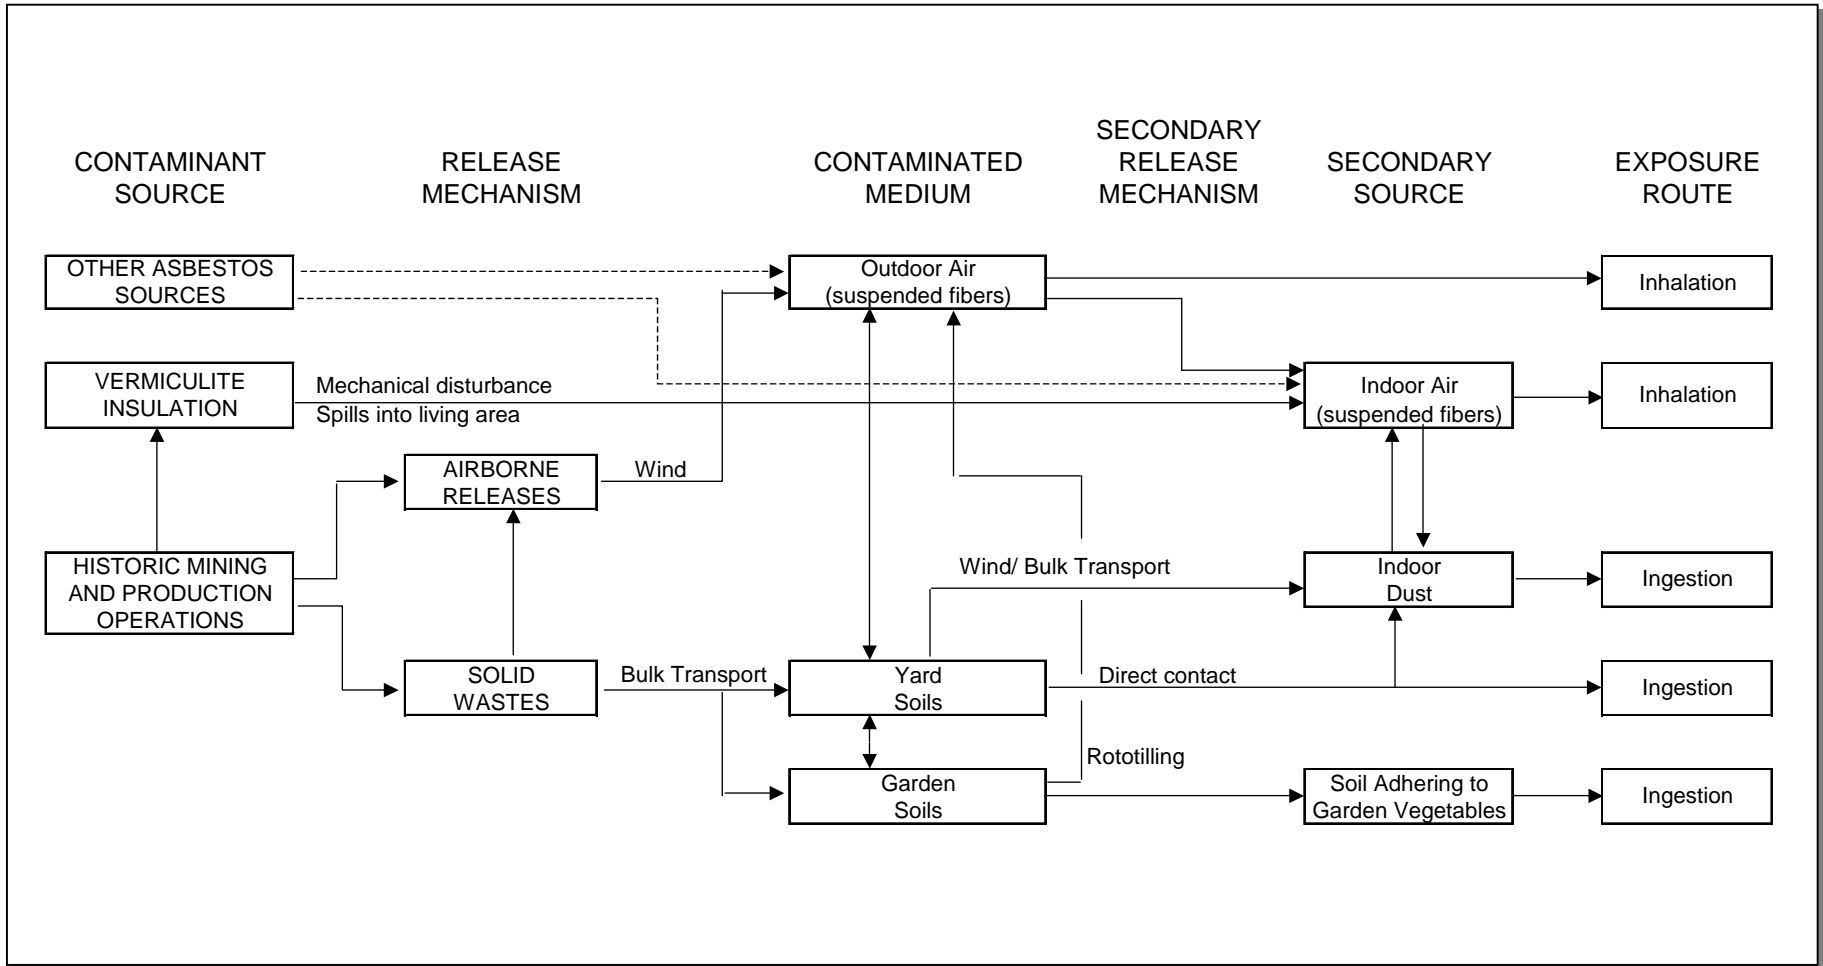 CONTAMINANT
SOURCE
RELEASE
MECHANISM
CONTAMINATED
MEDIUM
SECONDARY
RELEASE
MECHANISM
SECONDARY
SOURCE
EXPOSURE
ROUTE
OTHER ASBESTOS
SOURCES
Outdoor Air
(suspended fibers)
Inhalation
VERMICULITE
INSULATION
Mechanical disturbance
Spills into living area
Indoor Air
(suspended fibers)
Inhalation
AIRBORNE
RELEASES
Wind
HISTORIC MINING
AND PRODUCTION
OPERATIONS
Wind/ Bulk Transport
Indoor
Dust
Ingestion
SOLID
WASTES
Bulk Transport
Yard
Soils
Direct contact
Ingestion
Rototilling
Garden
Soils
Soil Adhering to
Garden Vegetables
Ingestion